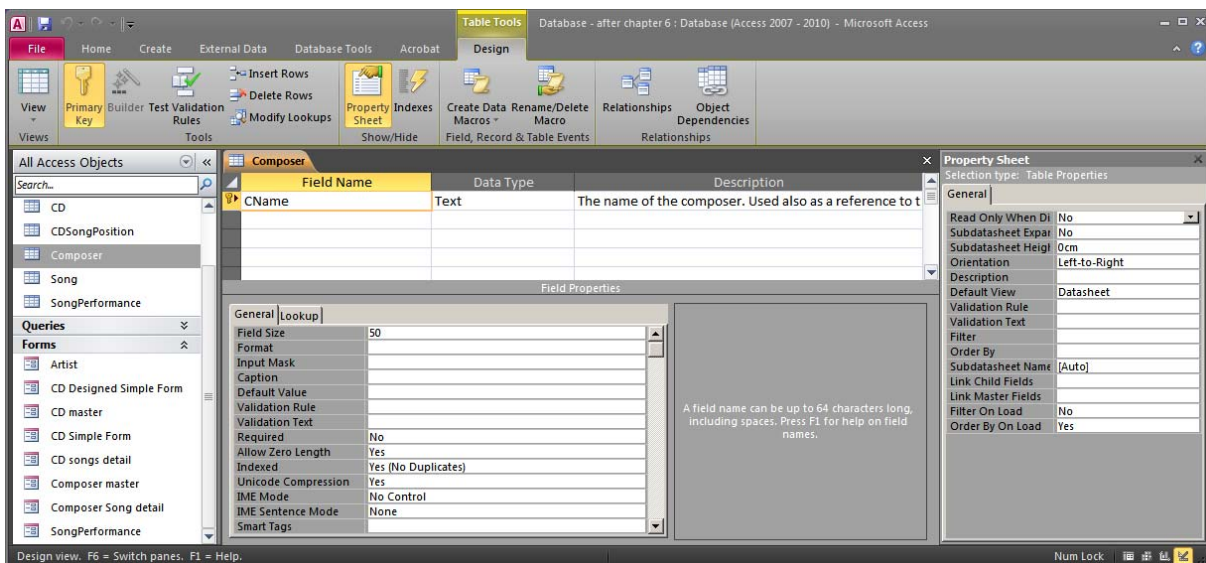 A
Table Tools
Database - after chapter 6 : Database (Access 2007 - 2010) - Microsoft Access
File Home Create External Data Database Tools Acrobat Design
View
Primary Key
Builder
Test Validation Rules
Insert Rows
Delete Rows
Modify Lookups
Property Sheet
Indexes
Create Data Macros
Rename/Delete Macro
Relationships
Object Dependencies
Views Tools Show/Hide Field, Record & Table Events Relationships
All Access Objects
Search...
CD
CDSongPosition
Composer
Song
SongPerformance
Queries
Forms
Artist
CD Designed Simple Form
CD master
CD Simple Form
CD songs detail
Composer master
Composer Song detail
SongPerformance
Composer
Field Name Data Type Description
CName Text The name of the composer. Used also as a reference to t
Field Properties
General Lookup
Field Size 50
Format
Input Mask
Caption
Default Value
Validation Rule
Validation Text
Required No
Allow Zero Length Yes
Indexed Yes (No Duplicates)
Unicode Compression Yes
IME Mode No Control
IME Sentence Mode None
Smart Tags
A field name can be up to 64 characters long,
including spaces. Press F1 for help on field
names.
Property Sheet
Selection type: Table Properties
General
Read Only When Di No
Subdatasheet Expar No
Subdatasheet Heigl 0cm
Orientation Left-to-Right
Description
Default View Datasheet
Validation Rule
Validation Text
Filter
Order By
Subdatasheet Name [Auto]
Link Child Fields
Link Master Fields
Filter On Load No
Order By On Load Yes
Design view. F6 = Switch panes. F1 = Help.
Num Lock